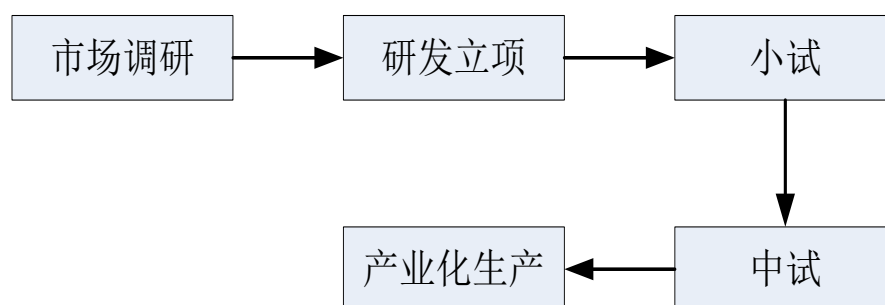 市场调研
研发立项
小试
中试
产业化生产